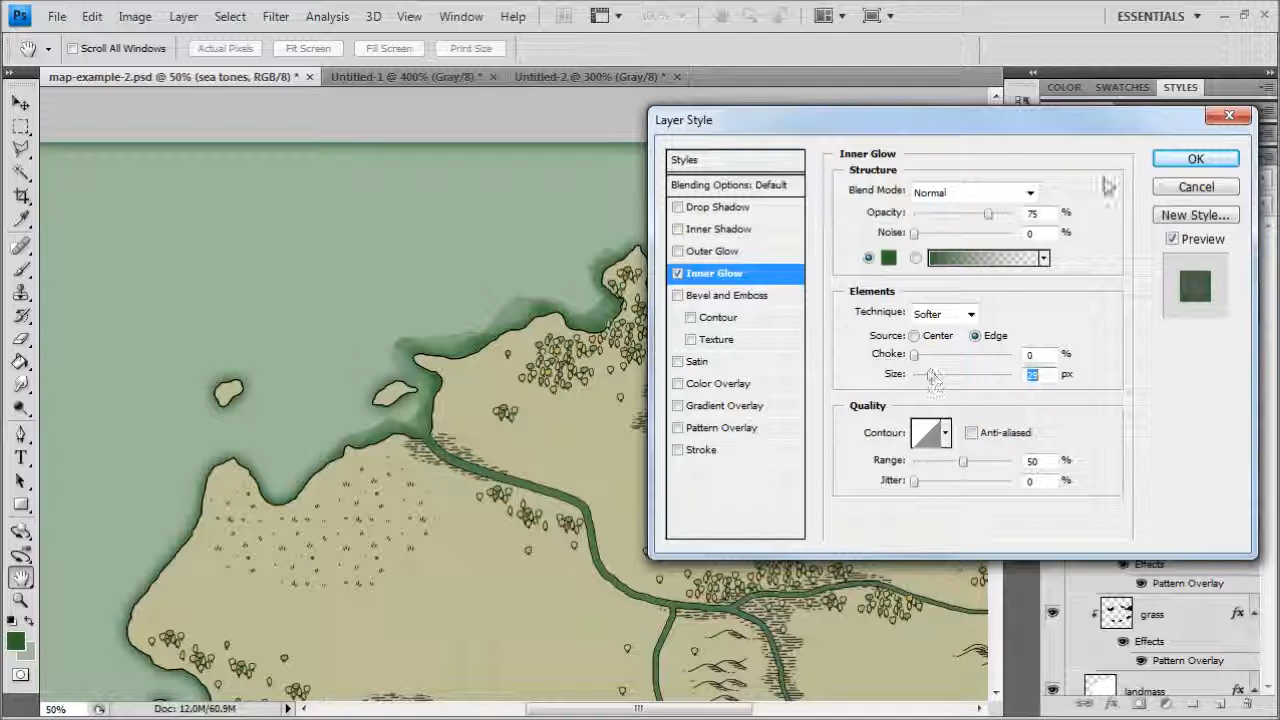 Ps File Edit Image Layer Select Filter Analysis 3D View Window Help ESSENTIALS
Scroll All Windows Actual Pixels Fit Screen Fill Screen Print Size
map-example-2.psd @ 50% (sea tones, RGB/8) * Untitled-1 @ 400% (Gray/8) * Untitled-2 @ 300% (Gray/8) *
COLOR SWATCHES STYLES
Layer Style
Styles
Blending Options: Default
Drop Shadow
Inner Shadow
Outer Glow
Inner Glow
Bevel and Emboss
Contour
Texture
Satin
Color Overlay
Gradient Overlay
Pattern Overlay
Stroke
Inner Glow
Structure
Blend Mode: Normal
Opacity: 75 %
Noise: 0 %
Elements
Technique: Softer
Source: Center Edge
Choke: 0 %
Size: px
Quality
Contour: Anti-aliased
Range: 50 %
Jitter: 0 %
OK
Cancel
New Style...
Preview
Effects
Pattern Overlay
grass fx
Effects
Pattern Overlay
landmass
50% Doc: 12.0M/60.9M